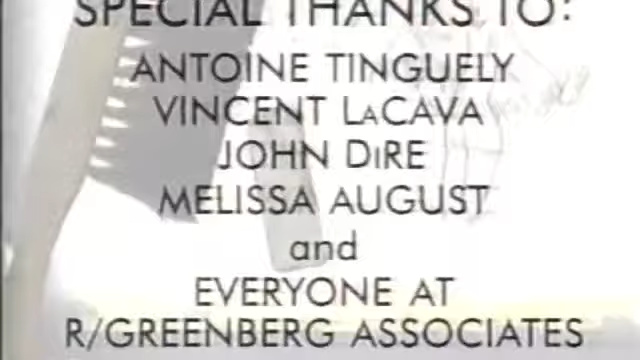 SPECIAL THANKS TO:
ANTOINE TINGUELY
VINCENT LACAVA
JOHN DiRE
MELISSA AUGUST
and
EVERYONE AT
R/GREENBERG ASSOCIATES